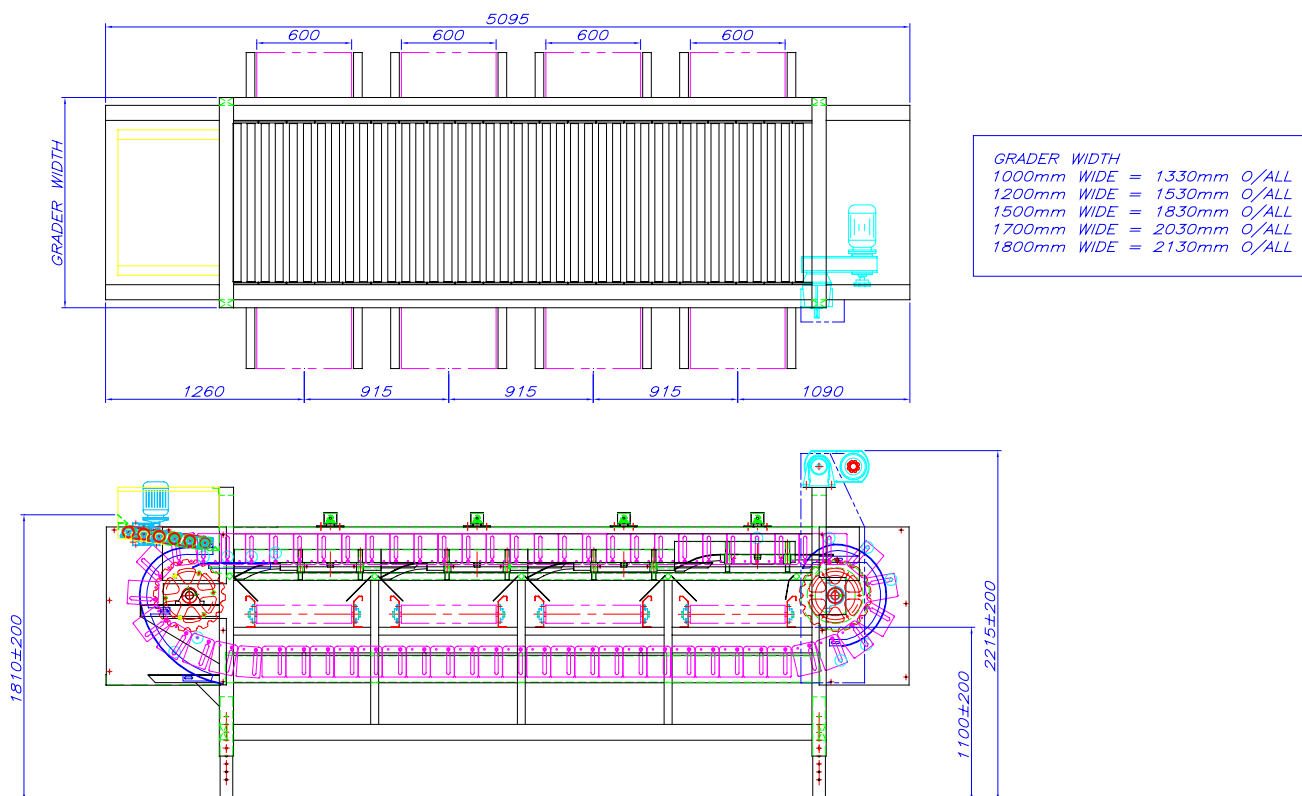 5095
600
600
600
600
GRADER WIDTH
GRADER WIDTH
1000mm WIDE = 1330mm O/ALL
1200mm WIDE = 1530mm O/ALL
1500mm WIDE = 1830mm O/ALL
1700mm WIDE = 2030mm O/ALL
1800mm WIDE = 2130mm O/ALL
1260
915
915
915
1090
1810±200
1100±200
2215±200